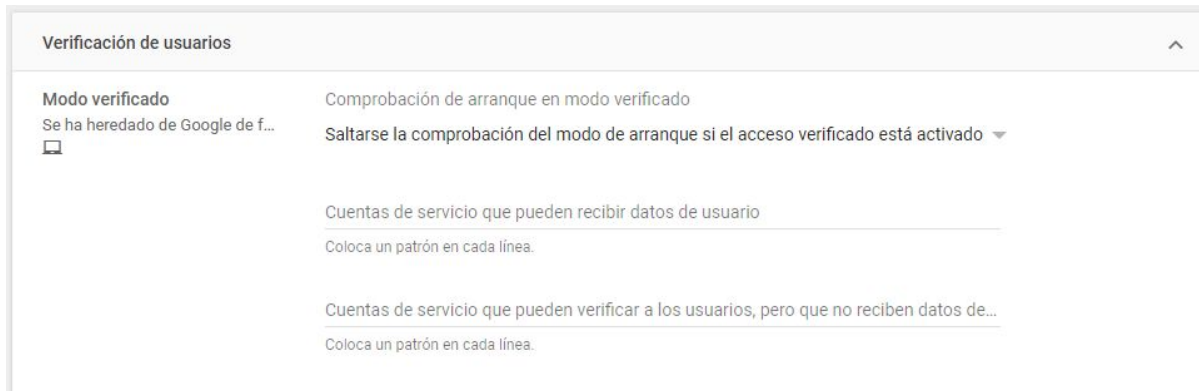 Verificación de usuarios
Modo verificado
Se ha heredado de Google de f...
Comprobación de arranque en modo verificado
Saltarse la comprobación del modo de arranque si el acceso verificado está activado
Cuentas de servicio que pueden recibir datos de usuario
Coloca un patrón en cada línea.
Cuentas de servicio que pueden verificar a los usuarios, pero que no reciben datos de...
Coloca un patrón en cada línea.